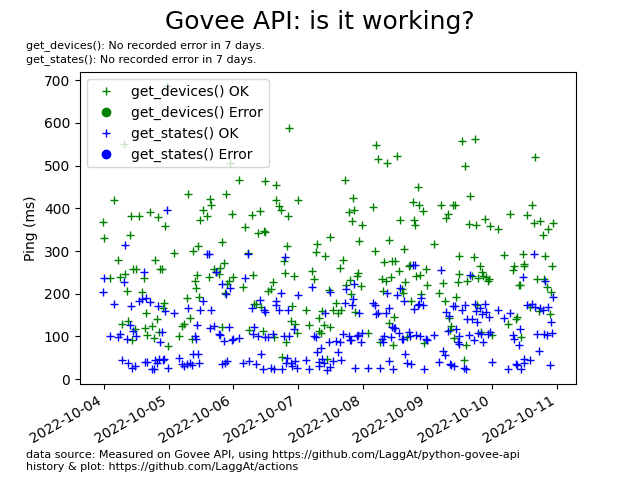 Govee API: is it working?
get_devices(): No recorded error in 7 days.
get_states(): No recorded error in 7 days.
700
600
500
400
300
200
100
0
Ping (ms)
get_devices() OK
get_devices() Error
get_states() OK
get_states() Error
2022-10-04
2022-10-05
2022-10-06
2022-10-07
2022-10-08
2022-10-09
2022-10-10
2022-10-11
data source: Measured on Govee API, using https://github.com/LaggAt/python-govee-api
history & plot: https://github.com/LaggAt/actions